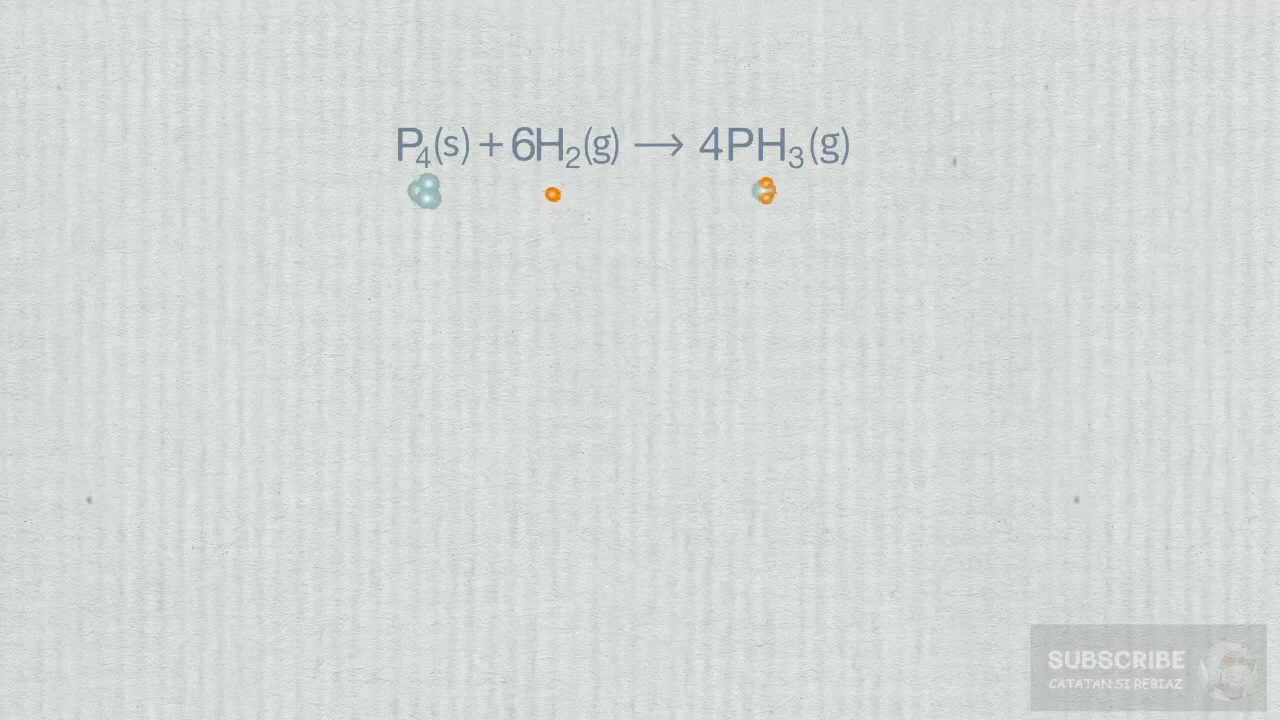 P₄(s) + 6H₂(g) ⟶ 4PH₃(g)
SUBSCRIBE
CATATAN SI REBIAZ